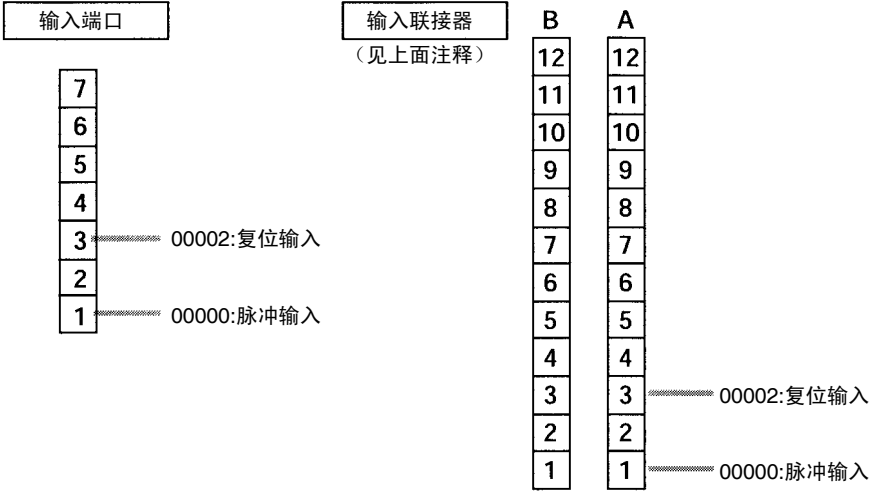 输入端口
7
6
5
4
3 00002:复位输入
2
1 00000:脉冲输入
输入联接器
（见上面注释）
B A
12 12
11 11
10 10
9 9
8 8
7 7
6 6
5 5
4 4
3 3 00002:复位输入
2 2
1 1 00000:脉冲输入